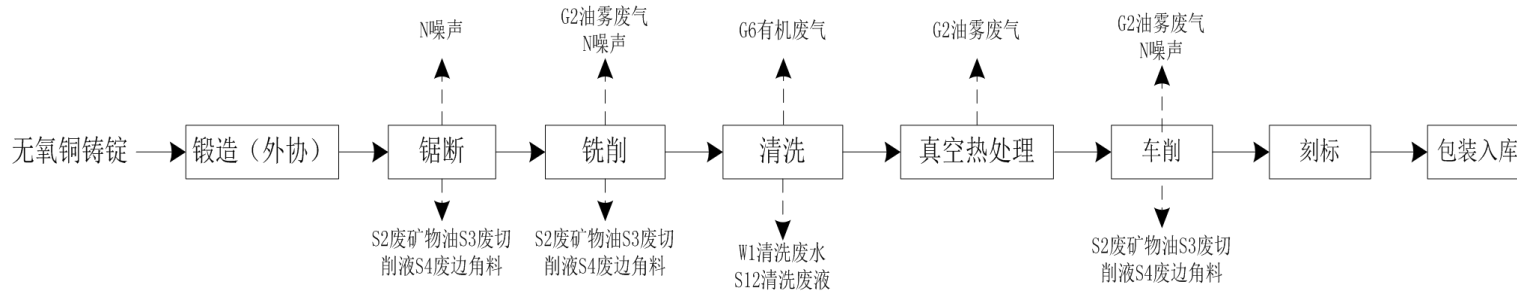 N噪声
G2油雾废气
N噪声
G6有机废气
G2油雾废气
G2油雾废气
N噪声
无氧铜铸锭
锻造（外协）
锯断
铣削
清洗
真空热处理
车削
刻标
包装入库
S2废矿物油S3废切
削液S4废边角料
S2废矿物油S3废切
削液S4废边角料
W1清洗废水
S12清洗废液
S2废矿物油S3废切
削液S4废边角料